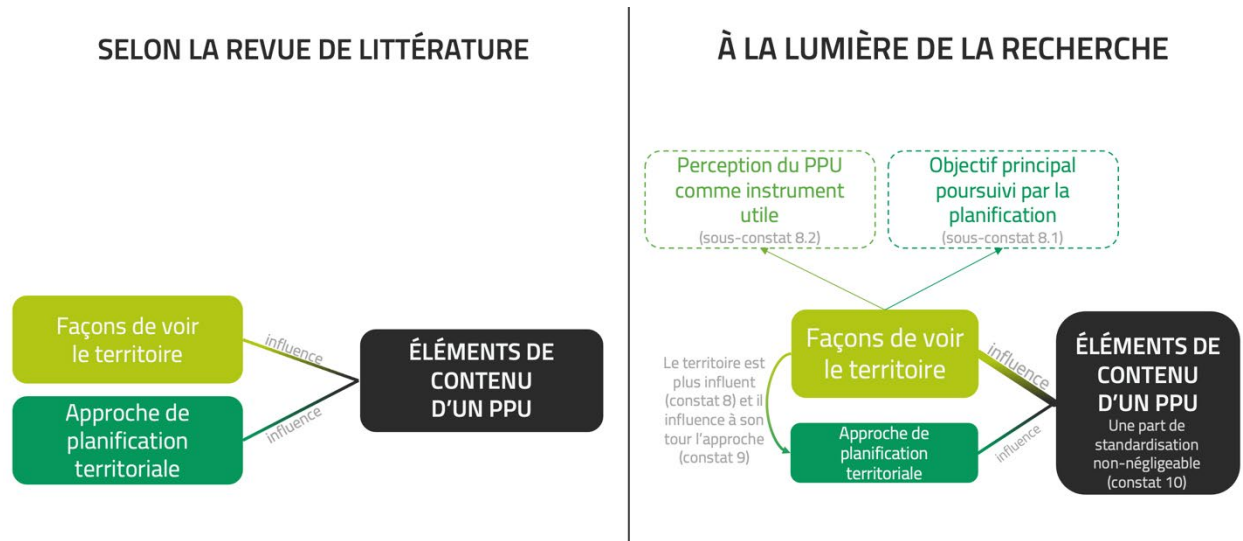 SELON LA REVUE DE LITTÉRATURE
Façons de voir
le territoire
influence
Approche de
planification
territoriale
influence
ÉLÉMENTS DE
CONTENU
D'UN PPU
À LA LUMIÈRE DE LA RECHERCHE
Perception du PPU
comme instrument
utile
(sous-constat 8.2)
Objectif principal
poursuivi par la
planification
(sous-constat 8.1)
Le territoire est
plus influent
(constat 8) et il
influence à son
tour l'approche
(constat 9)
Façons de voir
le territoire
influence
Approche de
planification
territoriale
influence
ÉLÉMENTS DE
CONTENU
D'UN PPU
Une part de
standardisation
non-négligeable
(constat 10)